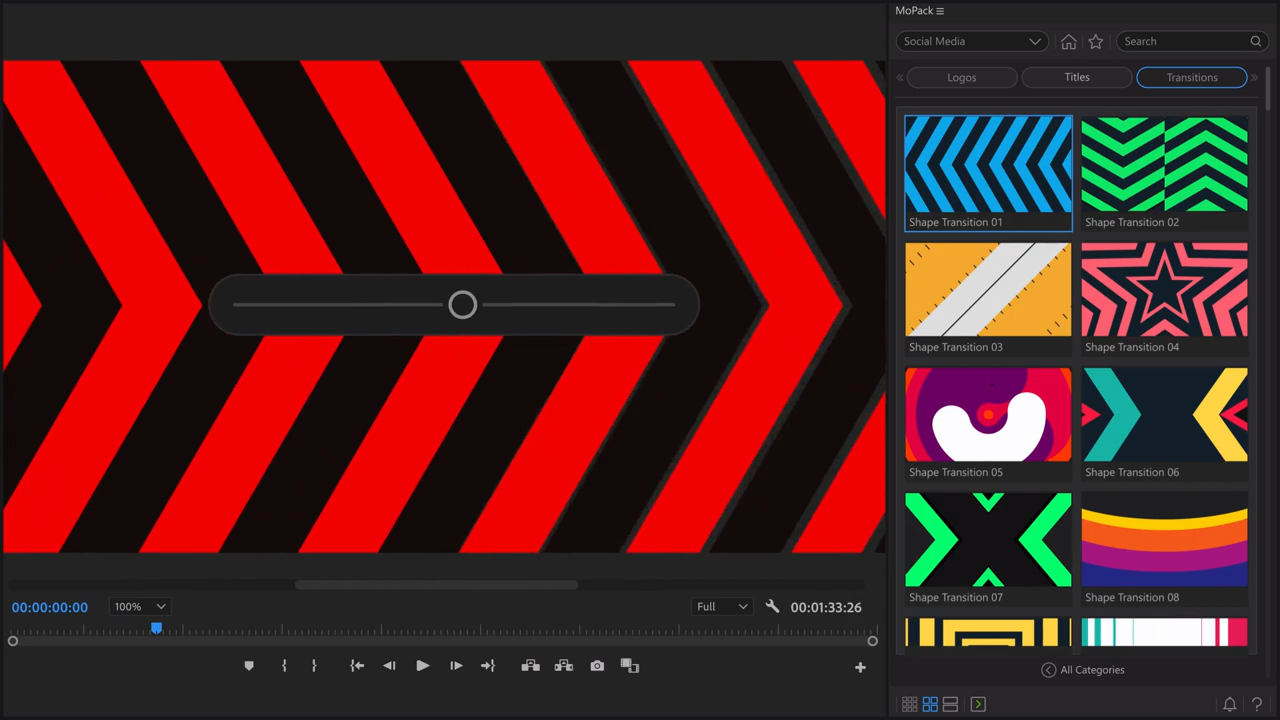 MoPack
Social Media
Search
Logos
Titles
Transitions
Shape Transition 01
Shape Transition 02
Shape Transition 03
Shape Transition 04
Shape Transition 05
Shape Transition 06
Shape Transition 07
Shape Transition 08
All Categories
00:00:00:00
100%
Full
00:01:33:26